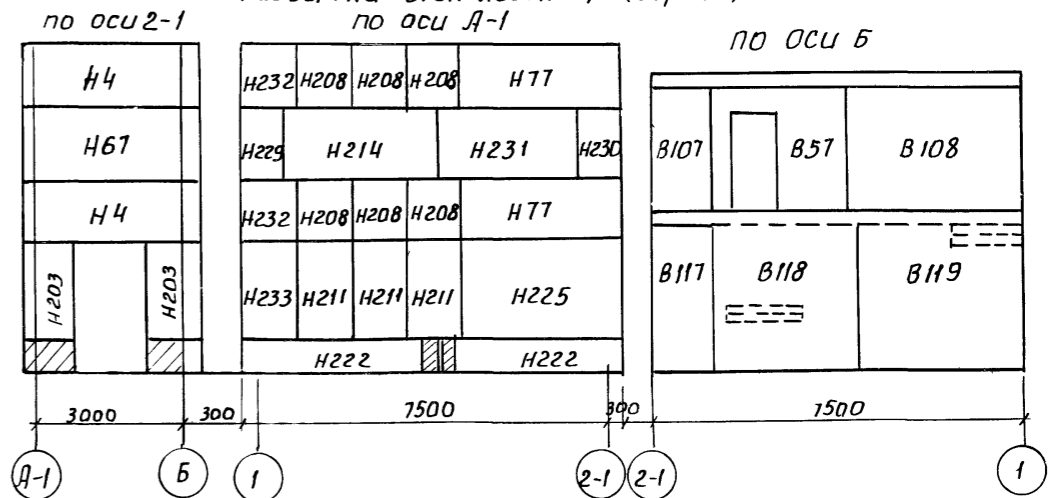 по оси 2-1
по оси А-1
по оси Б
Н4
Н67
Н4
Н203
Н203
Н232 Н208 Н208 Н208 Н77
Н229 Н214 Н231 Н230
Н232 Н208 Н208 Н208 Н77
Н233 Н211 Н211 Н211 Н225
Н222 Н222
В107 В57 В108
В117 В118 В119
3000 300 7500 300 7500
А-1 Б 1 2-1 2-1 1